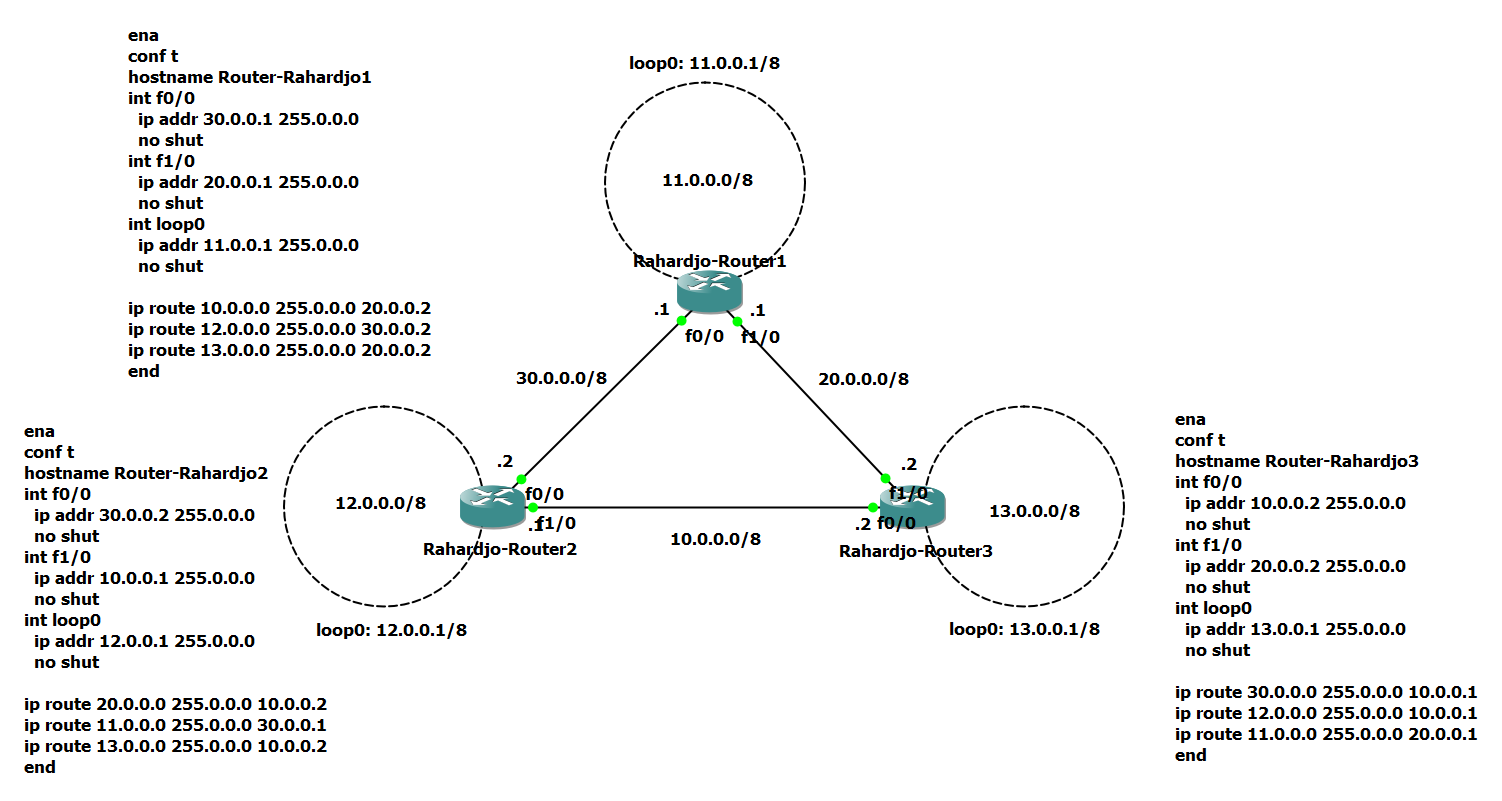 ena
conf t
hostname Router-Rahardjo1
int f0/0
ip addr 30.0.0.1 255.0.0.0
no shut
int f1/0
ip addr 20.0.0.1 255.0.0.0
no shut
int loop0
ip addr 11.0.0.1 255.0.0.0
no shut
ip route 10.0.0.0 255.0.0.0 20.0.0.2
ip route 12.0.0.0 255.0.0.0 30.0.0.2
ip route 13.0.0.0 255.0.0.0 20.0.0.2
end
loop0: 11.0.0.1/8
11.0.0.0/8
Rahardjo-Router1
.1
.1
f0/0
f1/0
30.0.0.0/8
20.0.0.0/8
ena
conf t
hostname Router-Rahardjo2
int f0/0
ip addr 30.0.0.2 255.0.0.0
no shut
int f1/0
ip addr 10.0.0.1 255.0.0.0
no shut
int loop0
ip addr 12.0.0.1 255.0.0.0
no shut
ip route 20.0.0.0 255.0.0.0 10.0.0.2
ip route 11.0.0.0 255.0.0.0 30.0.0.1
ip route 13.0.0.0 255.0.0.0 10.0.0.2
end
.2
12.0.0.0/8
f0/0
.1
f1/0
Rahardjo-Router2
loop0: 12.0.0.1/8
10.0.0.0/8
.2
f1/0
13.0.0.0/8
.2
f0/0
Rahardjo-Router3
loop0: 13.0.0.1/8
ena
conf t
hostname Router-Rahardjo3
int f0/0
ip addr 10.0.0.2 255.0.0.0
no shut
int f1/0
ip addr 20.0.0.2 255.0.0.0
no shut
int loop0
ip addr 13.0.0.1 255.0.0.0
no shut
ip route 30.0.0.0 255.0.0.0 10.0.0.1
ip route 12.0.0.0 255.0.0.0 10.0.0.1
ip route 11.0.0.0 255.0.0.0 20.0.0.1
end